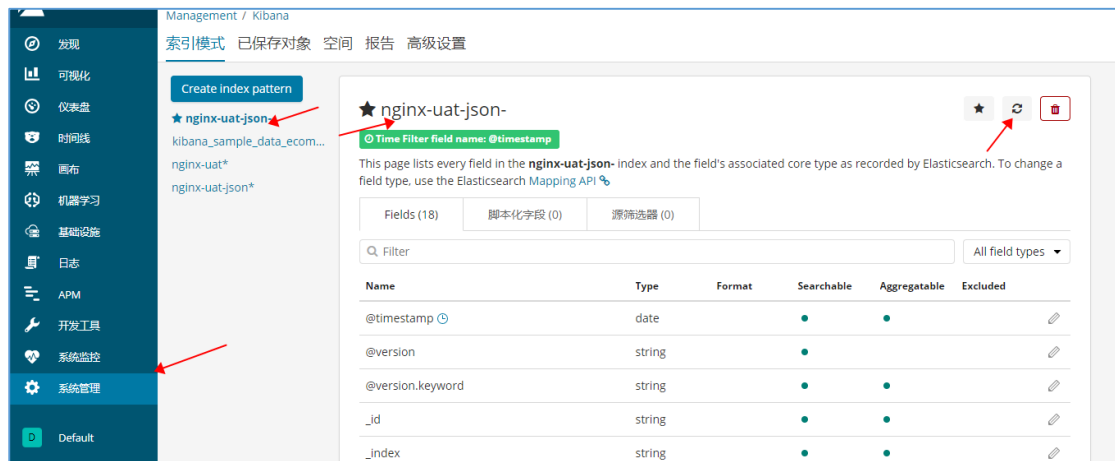 Management / Kibana
索引模式 已保存对象 空间 报告 高级设置
发现
可视化
仪表盘
时间线
画布
机器学习
基础设施
日志
APM
开发工具
系统监控
系统管理
D Default
Create index pattern
nginx-uat-json-
kibana_sample_data_ecom...
nginx-uat*
nginx-uat-json*
nginx-uat-json-
Time Filter field name: @timestamp
This page lists every field in the nginx-uat-json- index and the field's associated core type as recorded by Elasticsearch. To change a
field type, use the Elasticsearch Mapping API
Fields (18) 脚本化字段 (0) 源筛选器 (0)
Filter All field types
Name Type Format Searchable Aggregatable Excluded
@timestamp date
@version string
@version.keyword string
_id string
_index string